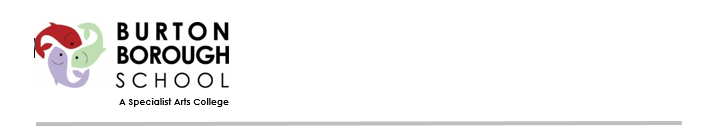 BURTON
BOROUGH
SCHOOL
A Specialist Arts College